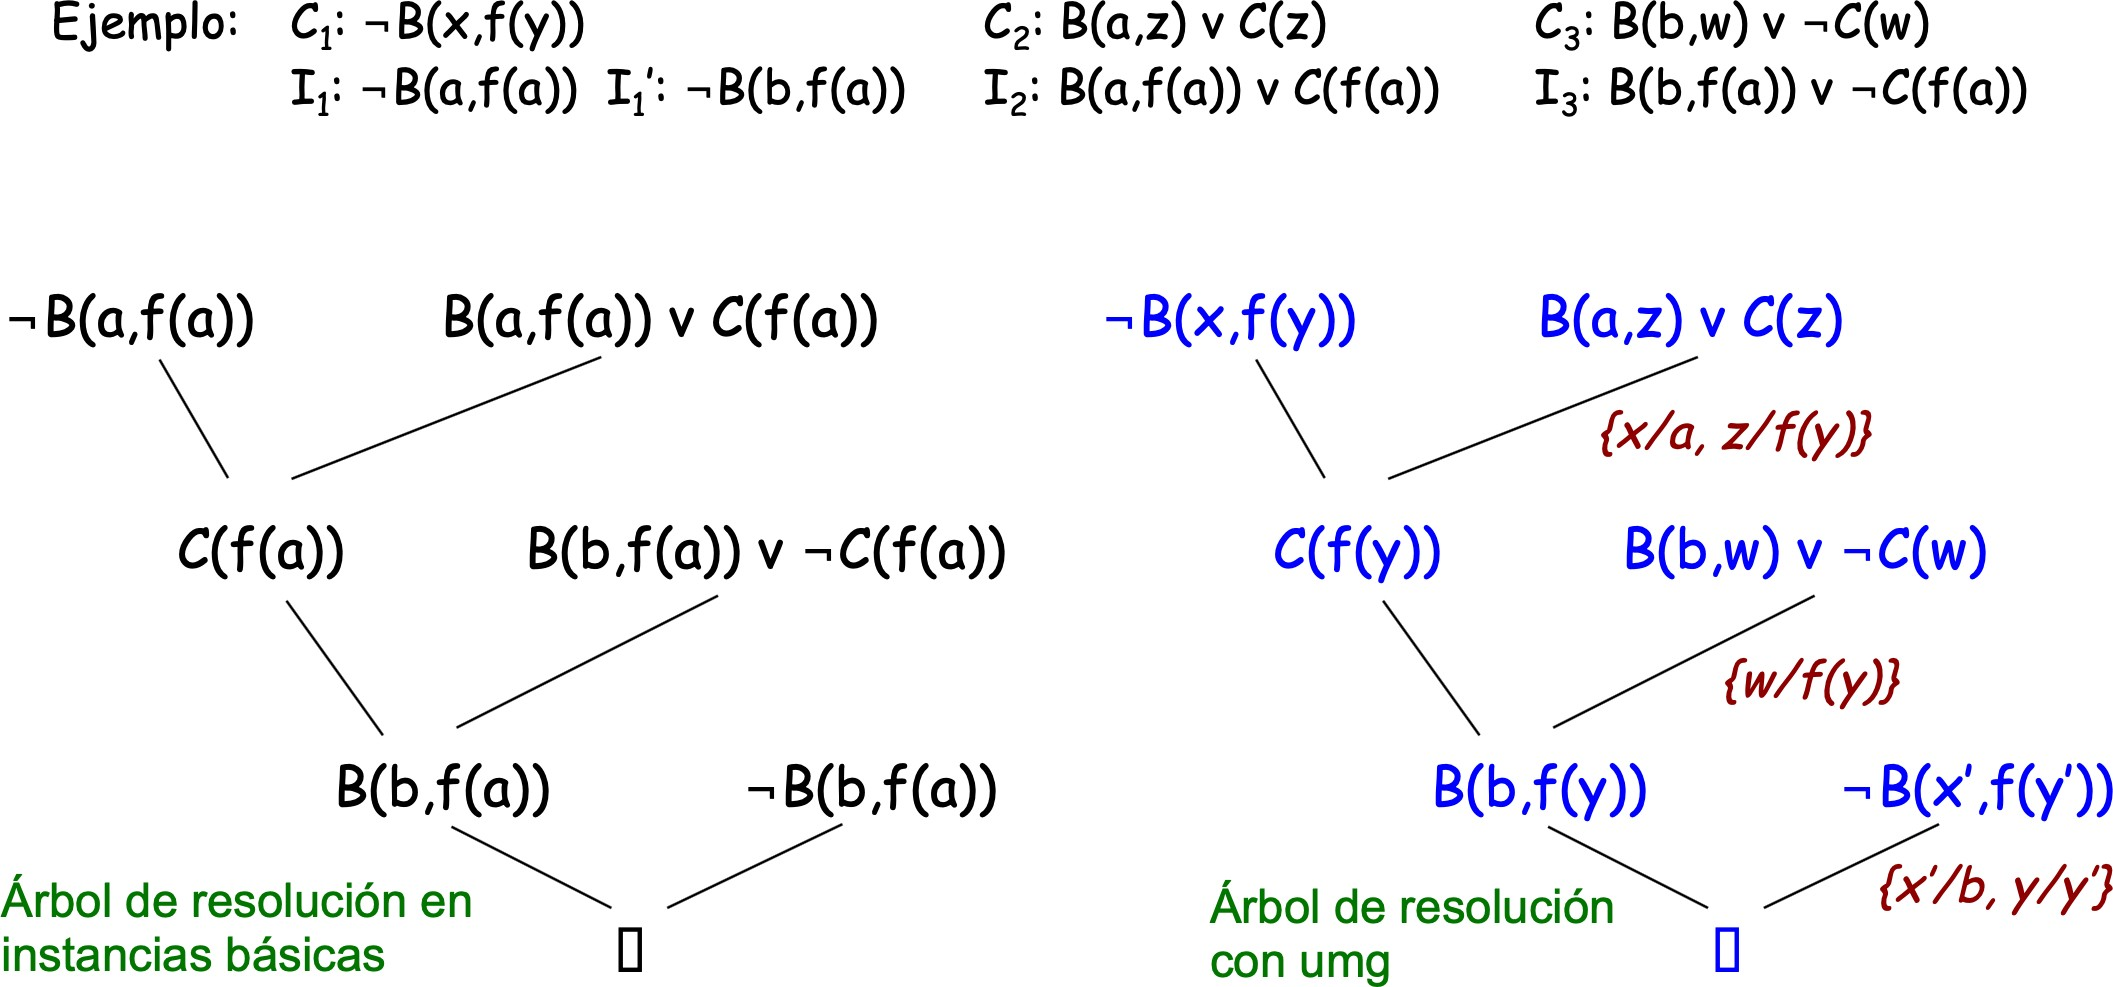 Ejemplo: C₁: ¬B(x,f(y)) C₂: B(a,z) v C(z) C₃: B(b,w) v ¬C(w)
I₁: ¬B(a,f(a)) I₁': ¬B(b,f(a)) I₂: B(a,f(a)) v C(f(a)) I₃: B(b,f(a)) v ¬C(f(a))
¬B(a,f(a)) B(a,f(a)) v C(f(a)) ¬B(x,f(y)) B(a,z) v C(z)
{x/a, z/f(y)}
C(f(a)) B(b,f(a)) v ¬C(f(a)) C(f(y)) B(b,w) v ¬C(w)
{w/f(y)}
B(b,f(a)) ¬B(b,f(a)) B(b,f(y)) ¬B(x',f(y'))
{x'/b, y/y'}
Árbol de resolución en
instancias básicas
Árbol de resolución
con umg